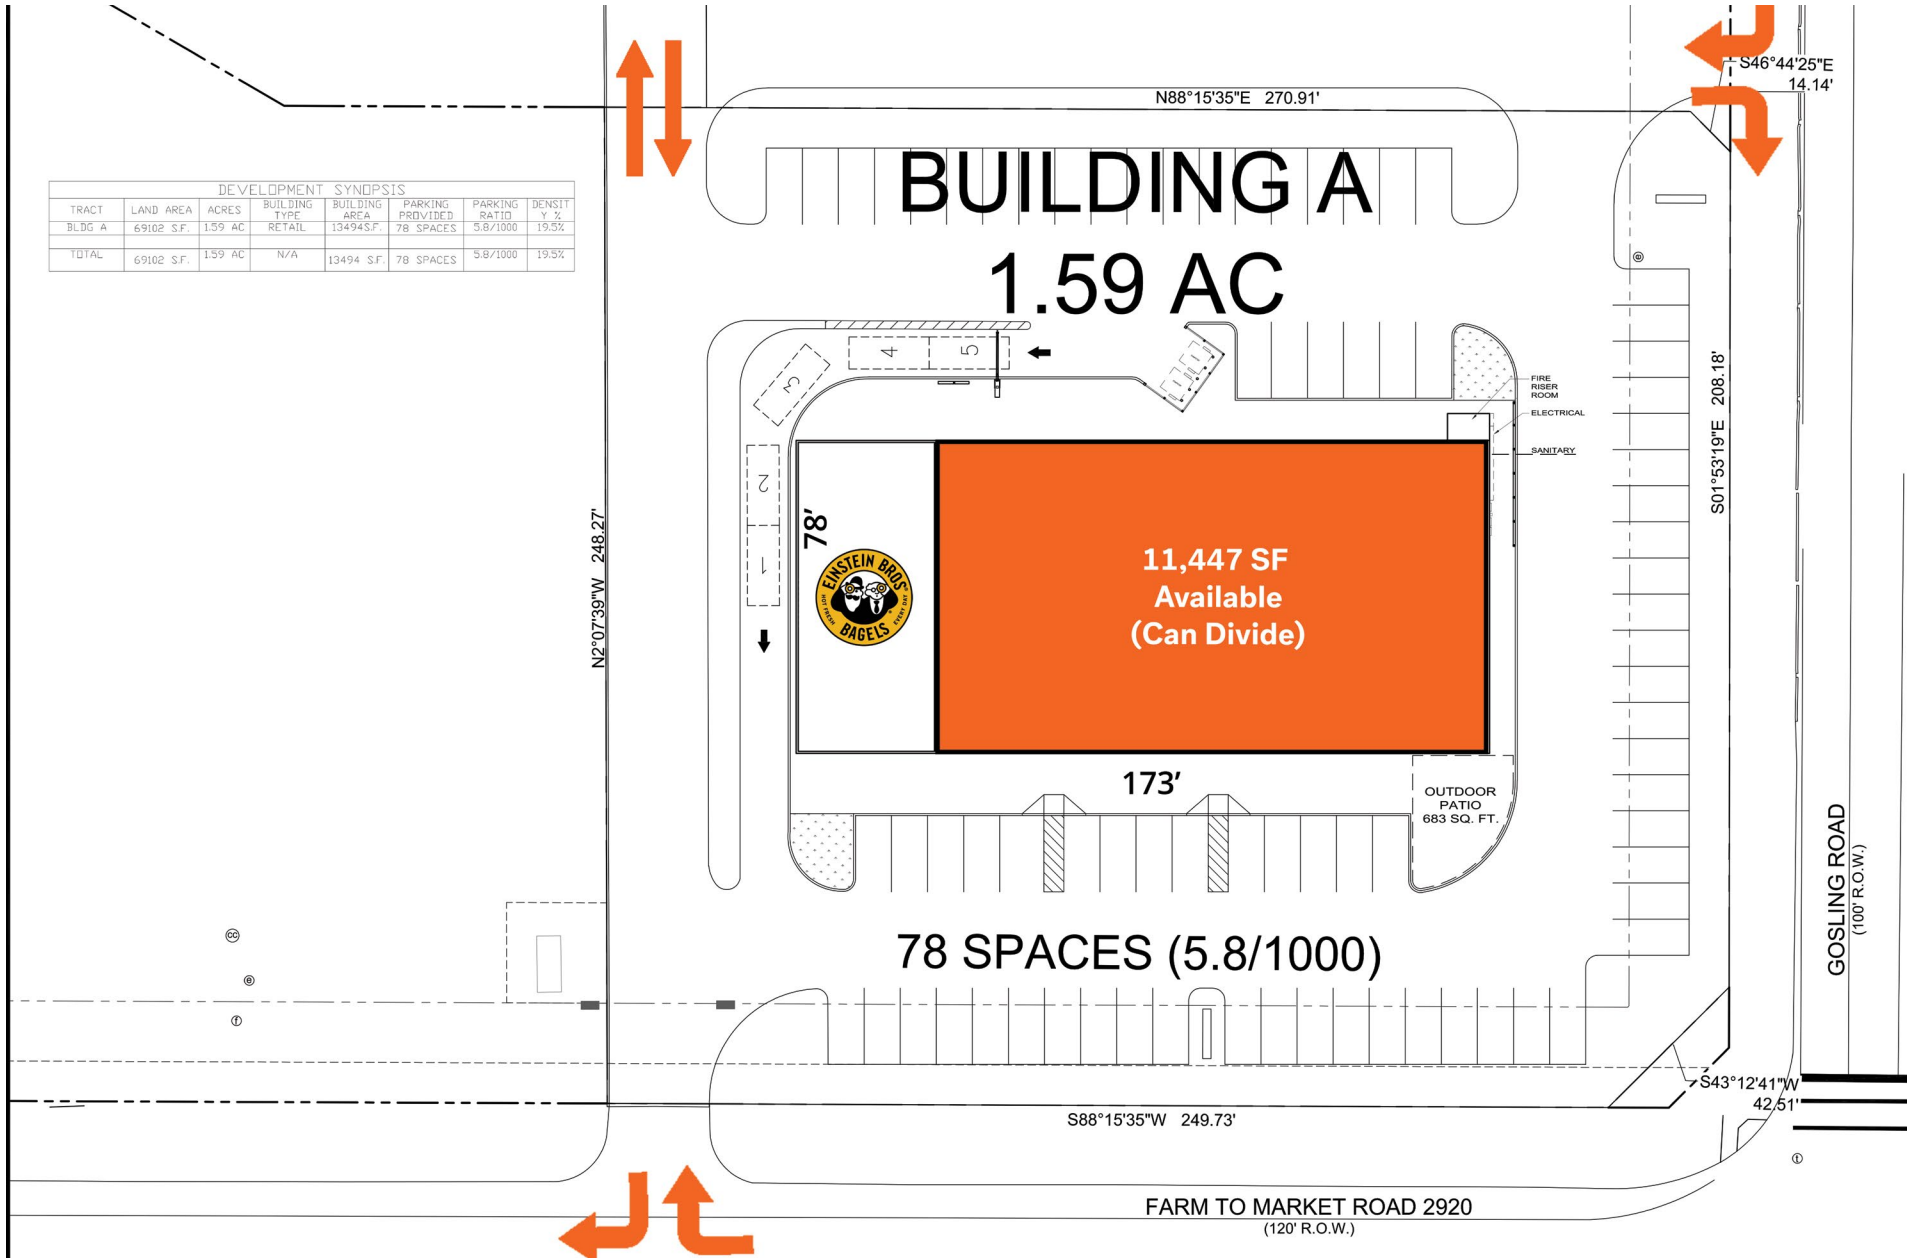 S46°44'25"E
14.14'
N88°15'35"E 270.91'
BUILDING A
1.59 AC
DEVELOPMENT SYNOPSIS
TRACT LAND AREA ACRES BUILDING TYPE BUILDING AREA PARKING PROVIDED PARKING RATIO DENSIT Y %
BLDG A 69102 S.F. 1.59 AC RETAIL 13494S.F. 78 SPACES 5.8/1000 19.5%
TOTAL 69102 S.F. 1.59 AC N/A 13494 S.F. 78 SPACES 5.8/1000 19.5%
5
4
3
2
1
FIRE
RISER
ROOM
ELECTRICAL
SANITARY
S01°53'19"E 208.18'
N2°07'39"W 248.27'
78'
EINSTEIN BROS
HOT FRESH
EVERY DAY
BAGELS
11,447 SF
Available
(Can Divide)
173'
OUTDOOR
PATIO
683 SQ. FT.
GOSLING ROAD
(100' R.O.W.)
78 SPACES (5.8/1000)
cc
e
f
e
S43°12'41"W
42.51'
S88°15'35"W 249.73'
FARM TO MARKET ROAD 2920
(120' R.O.W.)